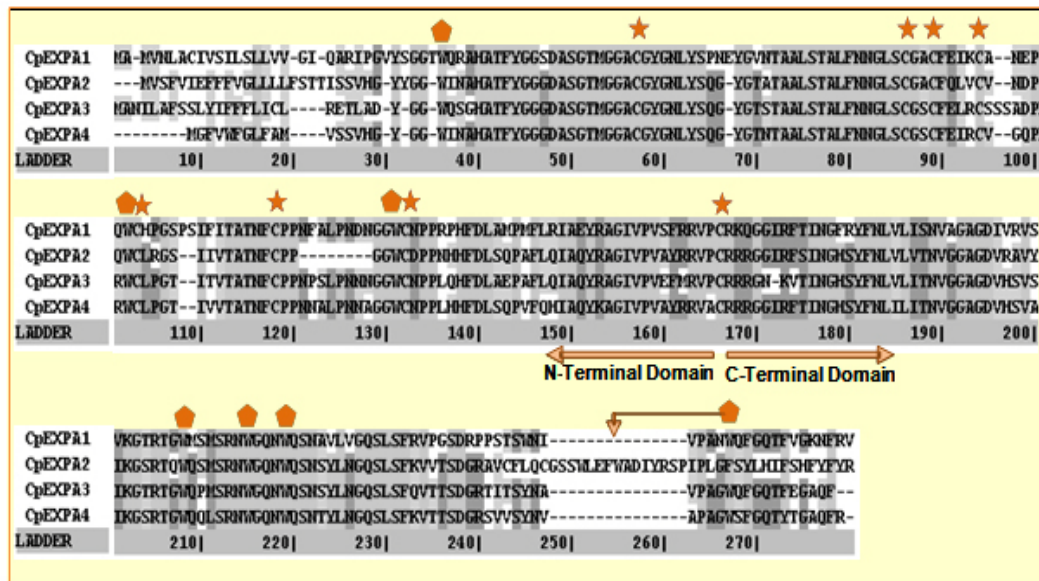 CpEXPA1 MA-MVNLACIVSILSLLVV-GI-QARIPGVYSGGTWQRAHATFYGGSDASGTMGGACGYGNLYSPNEYGVNTAALSTALFNNGLSCGACFEIKCA--NEP
CpEXPA2 ---MVSFVIEFFFVGLLLLFSTTISSVHG-YYGG-WINAHATFYGGGDASGTMGGACGYGNLYSQG-YGTATAALSTALFNNGLSCGACFQLVCV-NDP
CpEXPA3 MGANILAFSSLYIFFFLICL----RETLAD-Y-GG-WQSGHATFYGGGDASGTMGGACGYGNLYSQG-YGTSTAALSTALFNNGLSCGSCFELRCSSSADP
CpEXPA4 --------MGFVWFGLFAM-----VSSVHG-Y-GG-WINAHATFYGGGDASGTMGGACGYGNLYSQG-YGTNTAALSTALFNNGLSCGSCFEIRCV--GQP
LADDER 10| 20| 30| 40| 50| 60| 70| 80| 90| 100|
CpEXPA1 QWCHPGSPSIFITATNFCPPNFALPNDNGGWCNPPRPHFDLAMPMFLRIAEYRAGIVPVSFRRVPCRKQGGIRFTINGFRYFNLVLISNVAGAGDIVRVS
CpEXPA2 QWCLRGS--IIVTATNFCPP--------GGWCDPPNHHFDLSQPAFLQIAQYRAGIVPVAYRRVPCRRRGGIRFSINGHSYFNLVLVTNVGGAGDVRAVY
CpEXPA3 RWCLPGT--IVVTATNFCPPNPSLPNNNGGWCNPPLQHFDLAEPAFLQIAQYRAGIVPVEFMRVPCRRRGN-KVTINGHSYFNLVLITNVGGAGDVHSVS
CpEXPA4 RWCLPGT--IVVTATNFCPPNNALPNNAGGWCNPPLHHFDLSQPVFQHIAQYKAGIVPVAYRRVACRRRGGIRFTINGHSYFNLILITNVGGAGDVHSVS
110| 120| 130| 140| 150| 160| 170| 180| 190| 200|
LADDER
N-Terminal Domain C-Terminal Domain
CpEXPA1 VKGTRTGWMSMSRNWGQNWQSNAVLVGQSLSFRVPGSDRPPSTSWNI---------------VPANWQFGQTFVGKNFRV
CpEXPA2 IKGSRTQWQSMSRNWGQNWQSNSYLNGQSLSFKVVTSDGRAVCFLQCGSSWLEFWADIYRSPIPLGFSYLHIFSHFYFYR
CpEXPA3 IKGTRTGWQPMSRNWGQNWQSNSYLNGQSLSFQVTTSDGRTITSYNA---------------VPAGWQFGQTFEGAQF--
CpEXPA4 IKGSRTGWQQLSRNWGQNWQSNTYLNGQSLSFKVTTSDGRSVVSYNV---------------APAGWSFGQTYTGAQFR-
LADDER 210| 220| 230| 240| 250| 260| 270|